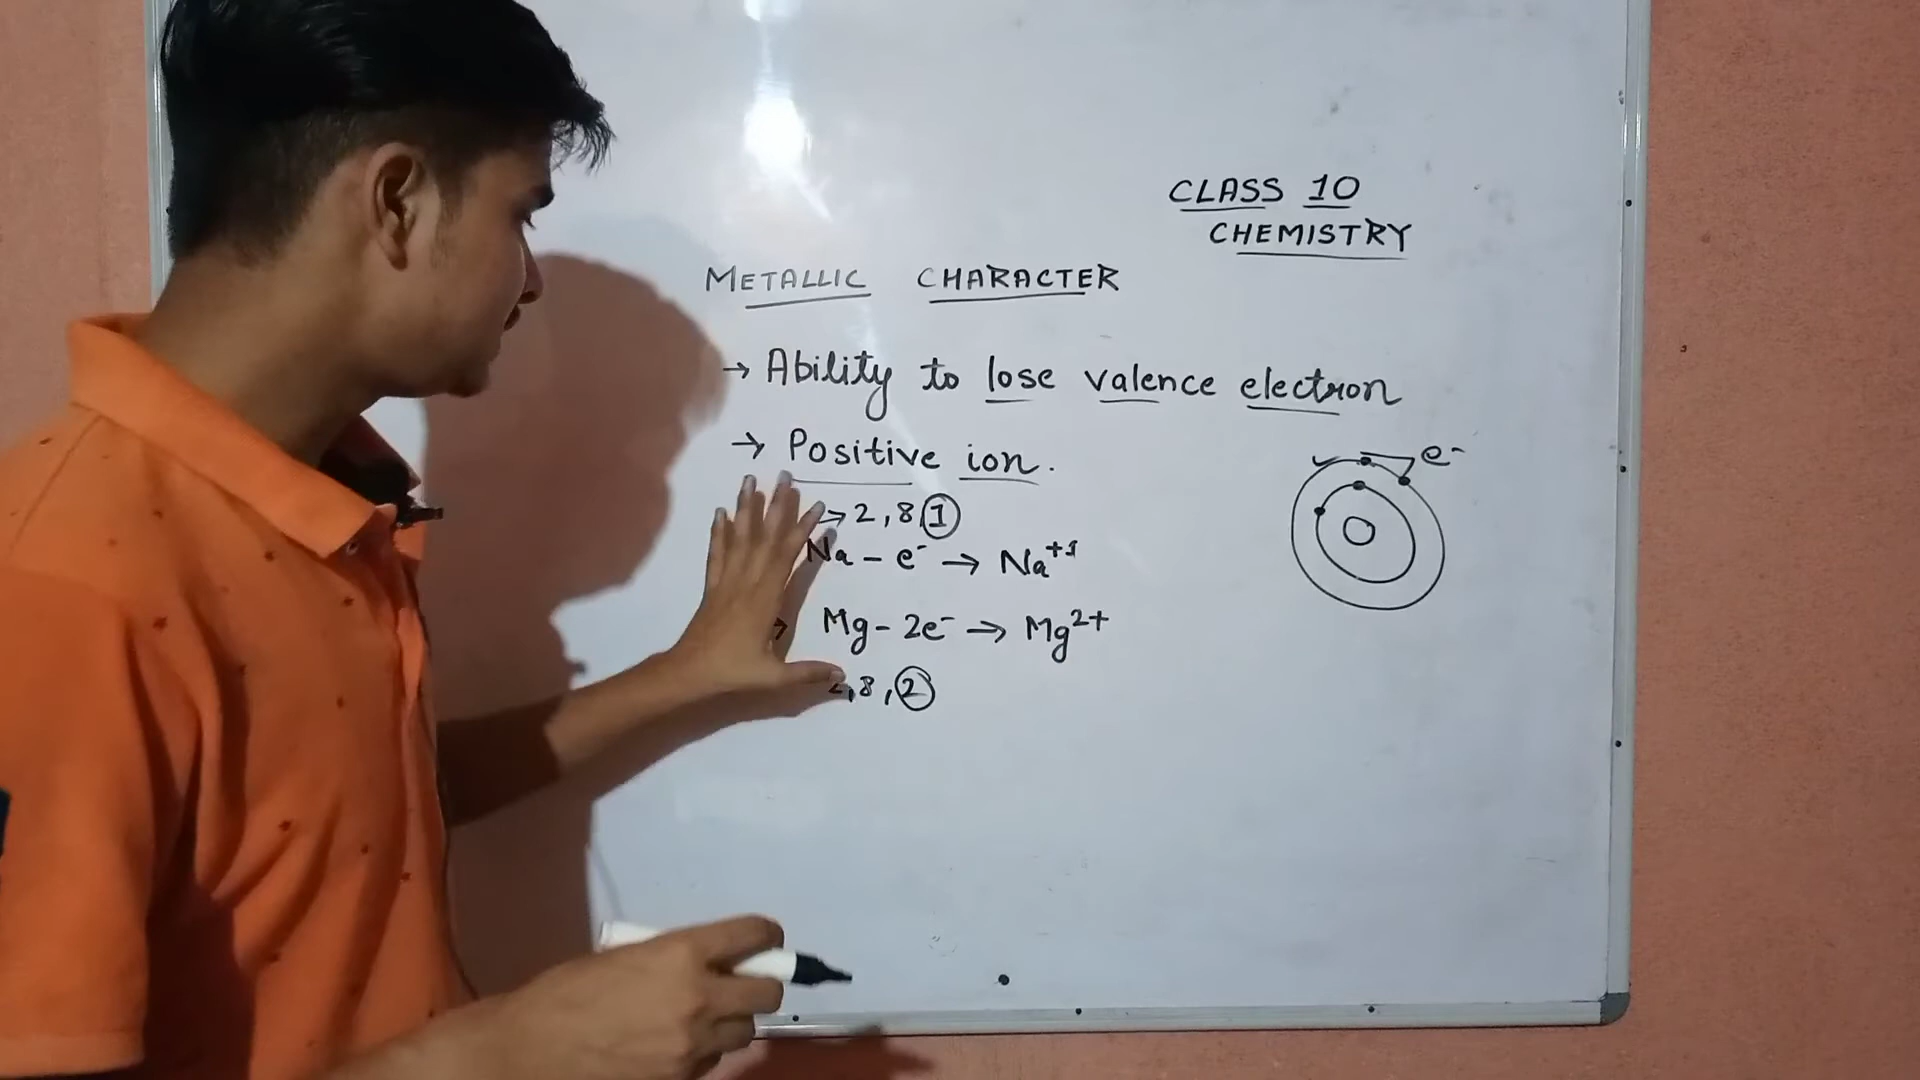 CLASS 10
CHEMISTRY
METALLIC CHARACTER
→ Ability to lose valence electron
→ Positive ion.
e⁻
→ 2, 8, 1
Na - e⁻ → Na⁺¹
→ Mg - 2e⁻ → Mg²⁺
2, 8, 2